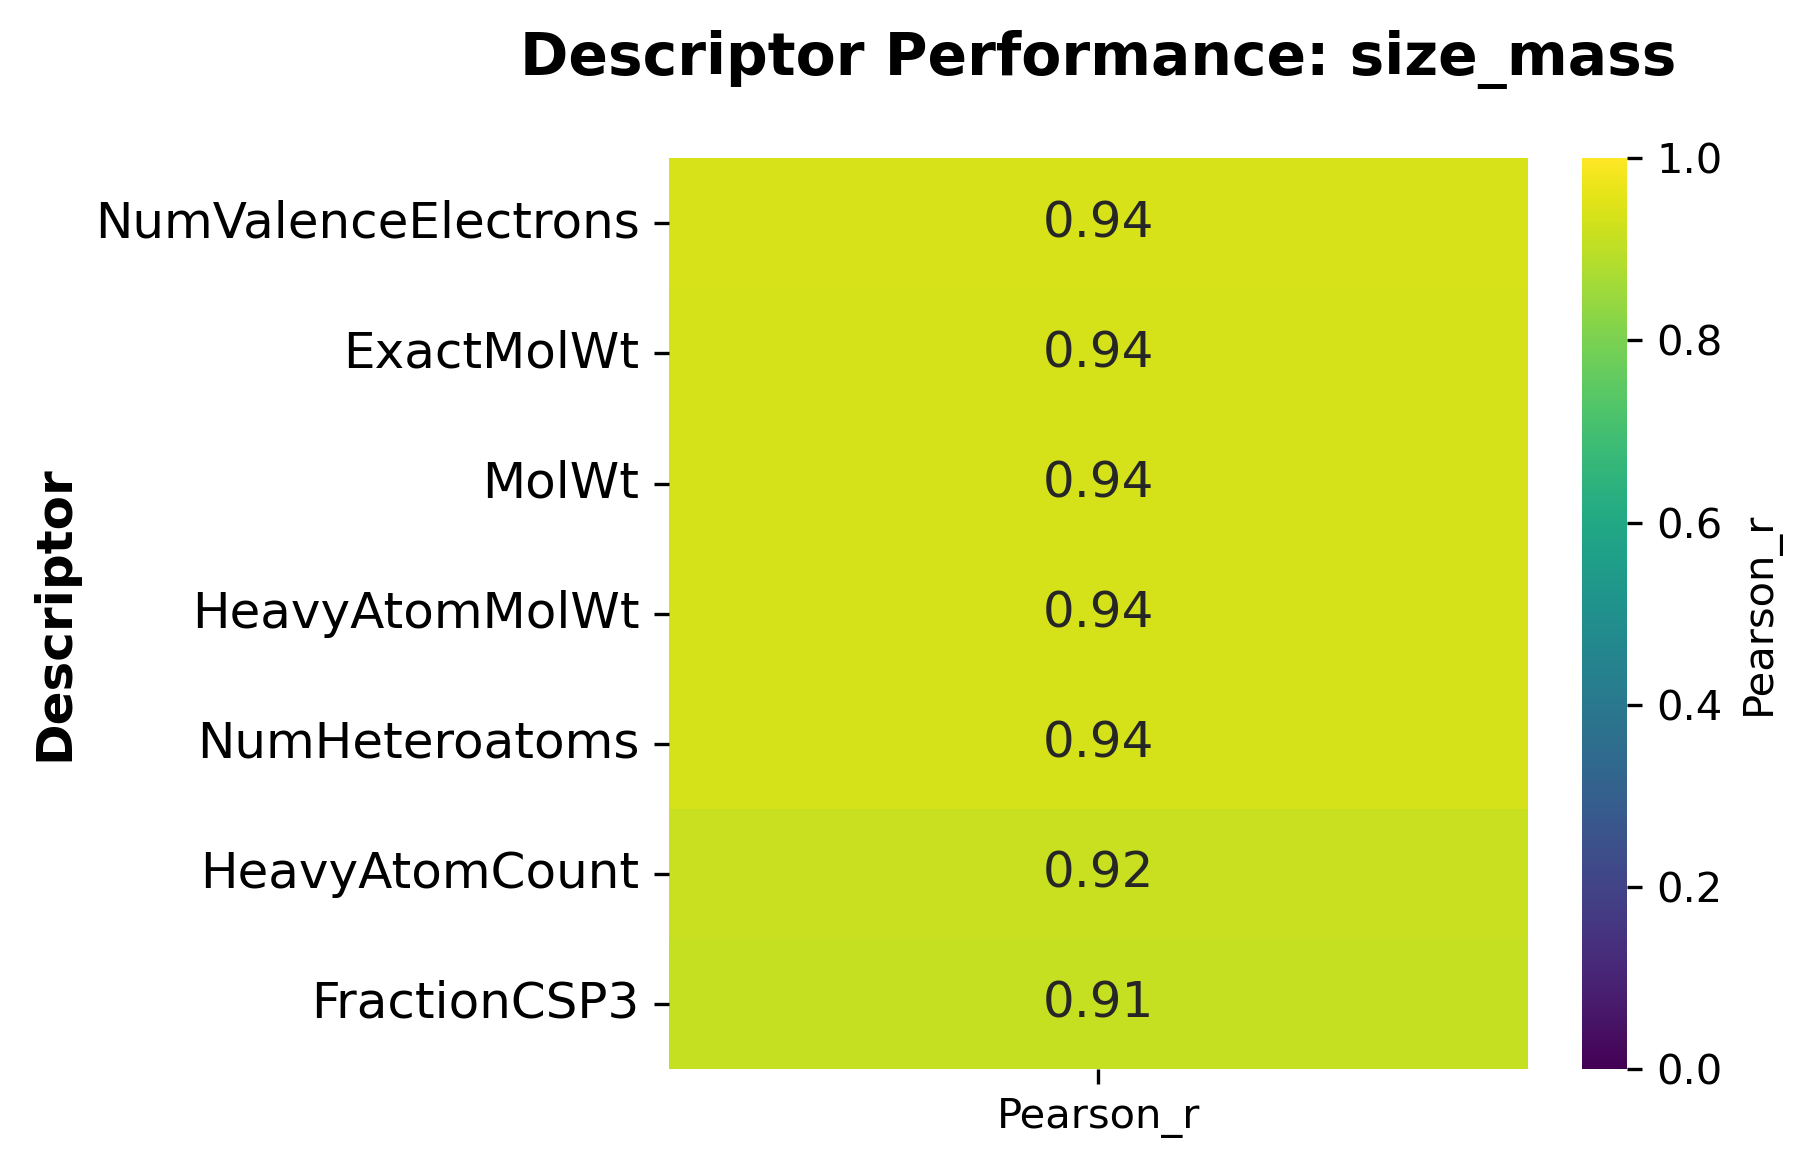 Descriptor Performance: size_mass
Descriptor
NumValenceElectrons 0.94
ExactMolWt 0.94
MolWt 0.94
HeavyAtomMolWt 0.94
NumHeteroatoms 0.94
HeavyAtomCount 0.92
FractionCSP3 0.91
Pearson_r
1.0
0.8
0.6
0.4
0.2
0.0
Pearson_r